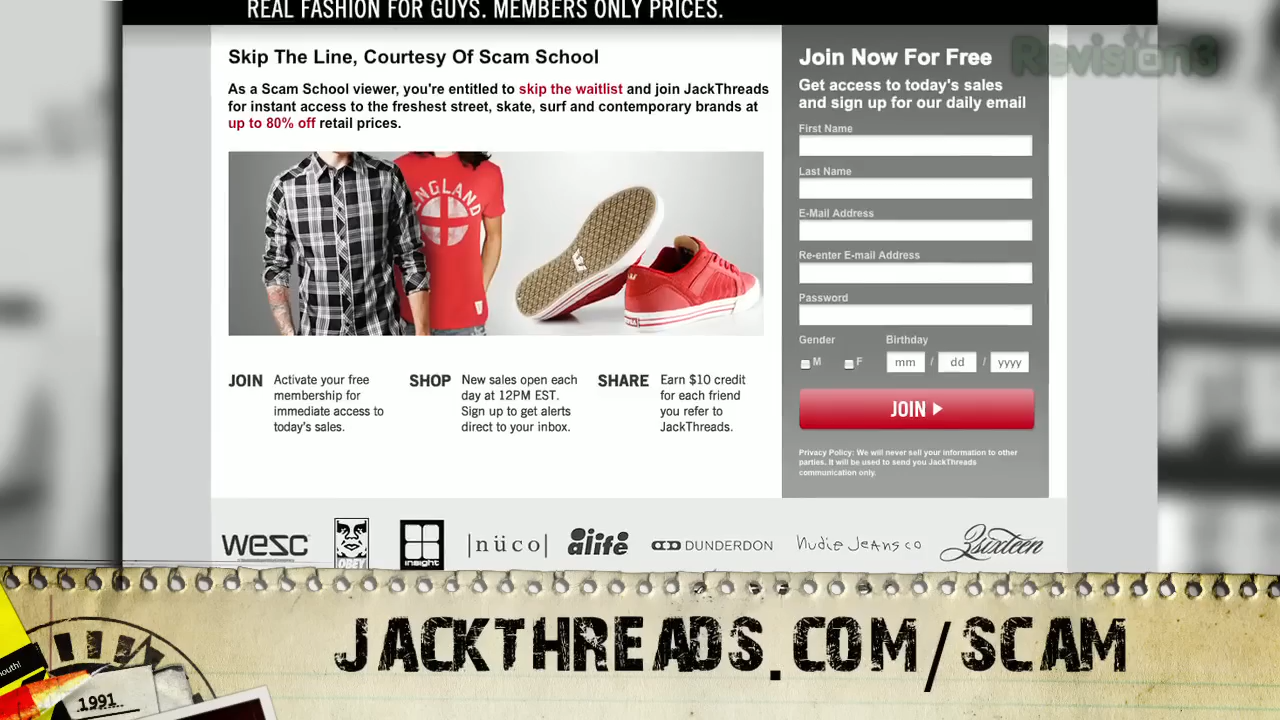 REAL FASHION FOR GUYS. MEMBERS ONLY PRICES.
Revision3
Skip The Line, Courtesy Of Scam School
As a Scam School viewer, you're entitled to skip the waitlist and join JackThreads
for instant access to the freshest street, skate, surf and contemporary brands at
up to 80% off retail prices.
ENGLAND
JOIN
Activate your free
membership for
immediate access to
today's sales.
SHOP
New sales open each
day at 12PM EST.
Sign up to get alerts
direct to your inbox.
SHARE
Earn $10 credit
for each friend
you refer to
JackThreads.
Join Now For Free
Get access to today's sales
and sign up for our daily email
First Name
Last Name
E-Mail Address
Re-enter E-mail Address
Password
Gender
Birthday
M
F
mm / dd / yyyy
JOIN
Privacy Policy: We will never sell your information to other
parties. It will be used to send you JackThreads
communication only.
wesc
OBEY
insight
|nüco|
alife
DUNDERDON
nudie Jeans co
3sixteen
JACKTHREADS.COM/SCAM
mouth!
1991